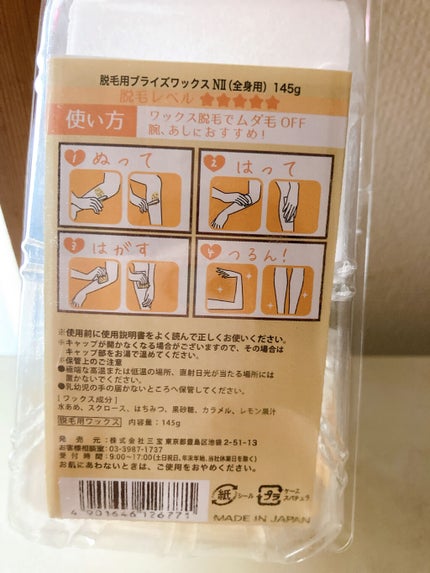 脱毛用ブライズワックス NⅡ(全身用) 145g
脱毛レベル ★★★★★
使い方
ワックス脱毛でムダ毛OFF
腕、あしにおすすめ!
1 ぬって
2 はって
3 はがす
4 つるん!
※使用前に使用説明書をよく読んで正しくお使いください。
※キャップが開かなくなる場合がございますので、その場合は
キャップ部をお湯で温めてください。
※保管上のご注意
●極端な高温または低温の場所、直射日光が当たる場所には
置かないでください。
●乳幼児の手の届かないところへ保管してください。
[ワックス成分]
水あめ、スクロース、はちみつ、黒砂糖、カラメル、レモン果汁
脱毛用ワックス 内容量:145g
発売元:株式会社 三宝 東京都豊島区池袋2-51-13
お客様相談室:03-3987-1737
受付時間:9:00~17:00(土日祝日、年末季始、当社休業日を除く)
お肌にあわないときは、ご使用をおやめください。
4 901646 126771
紙 シール
プラ ケース スパチュラ
MADE IN JAPAN